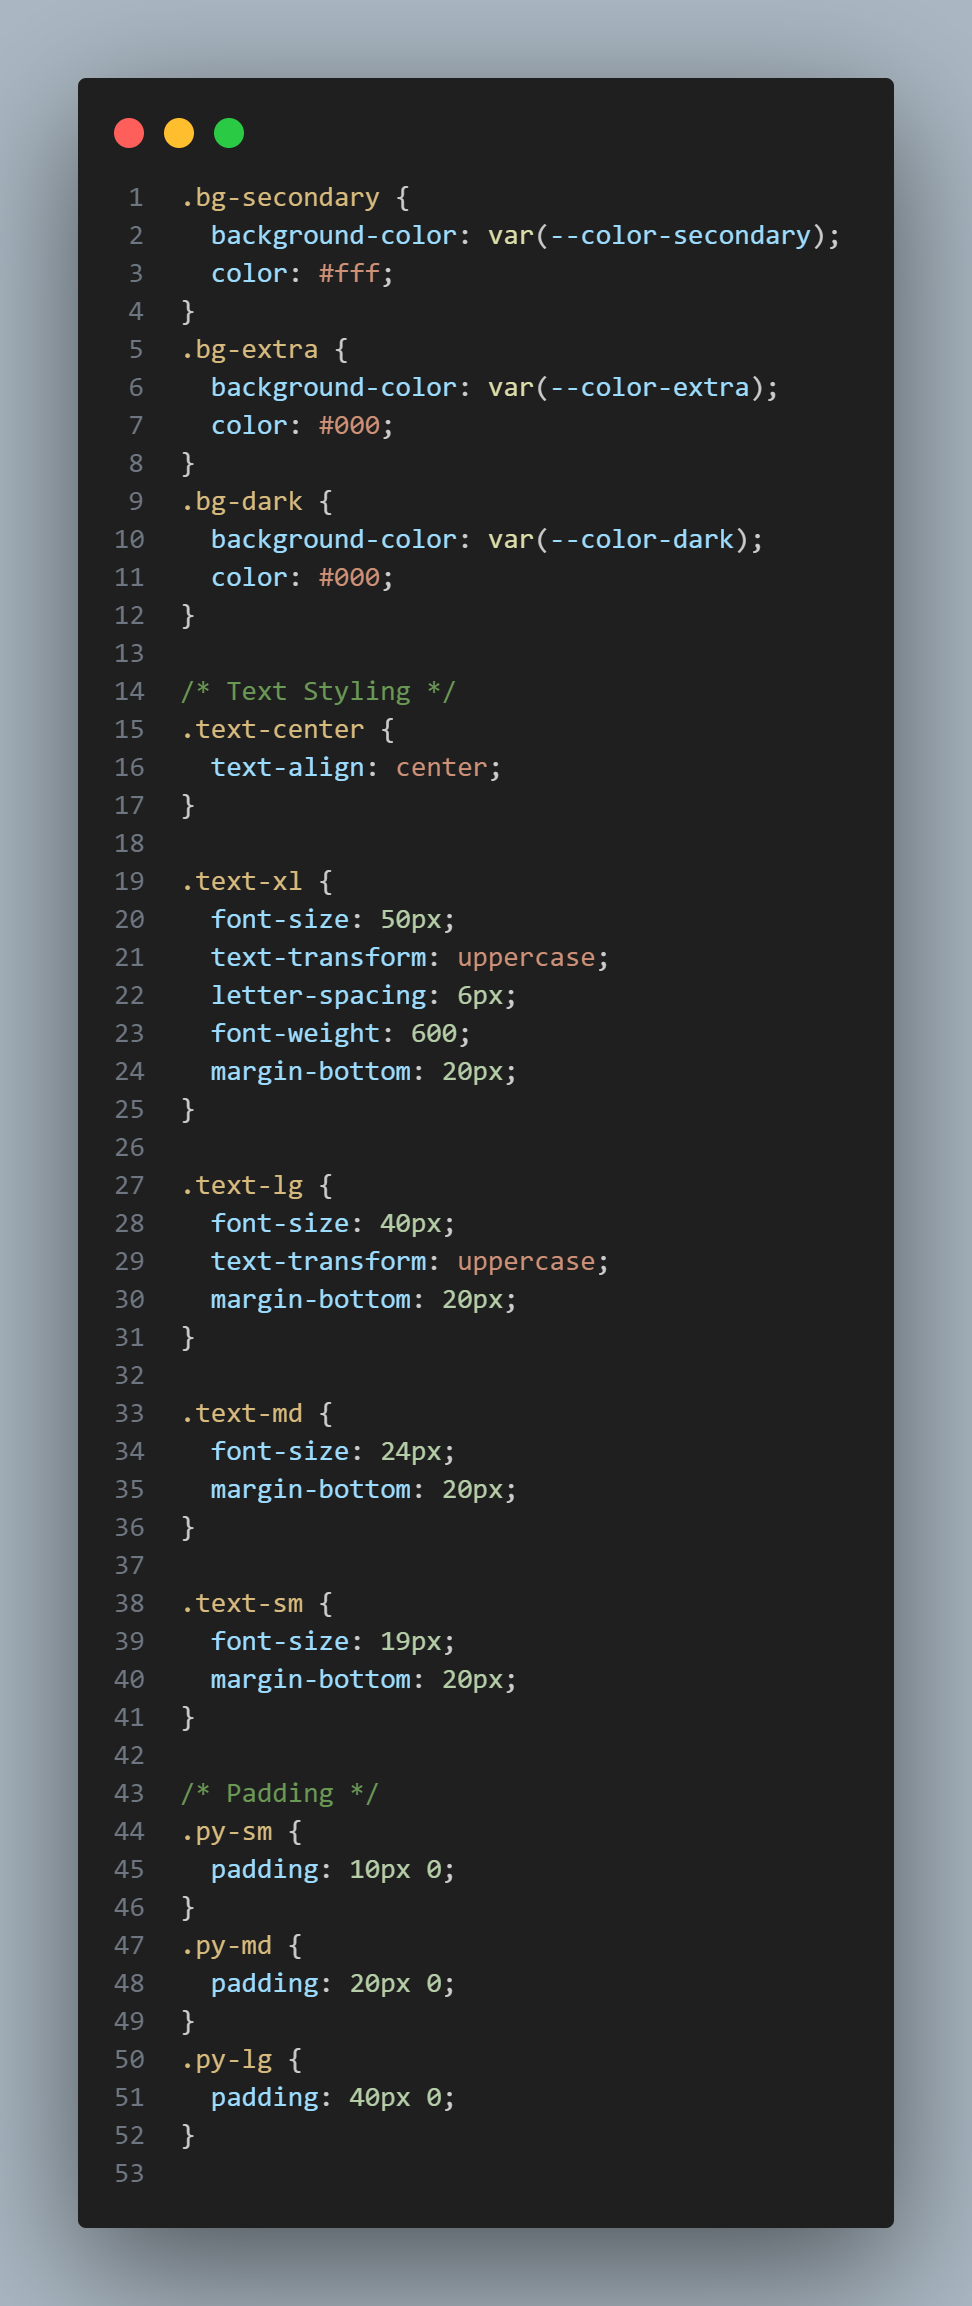 1 .bg-secondary {
2   background-color: var(--color-secondary);
3   color: #fff;
4 }
5 .bg-extra {
6   background-color: var(--color-extra);
7   color: #000;
8 }
9 .bg-dark {
10   background-color: var(--color-dark);
11   color: #000;
12 }
13
14 /* Text Styling */
15 .text-center {
16   text-align: center;
17 }
18
19 .text-xl {
20   font-size: 50px;
21   text-transform: uppercase;
22   letter-spacing: 6px;
23   font-weight: 600;
24   margin-bottom: 20px;
25 }
26
27 .text-lg {
28   font-size: 40px;
29   text-transform: uppercase;
30   margin-bottom: 20px;
31 }
32
33 .text-md {
34   font-size: 24px;
35   margin-bottom: 20px;
36 }
37
38 .text-sm {
39   font-size: 19px;
40   margin-bottom: 20px;
41 }
42
43 /* Padding */
44 .py-sm {
45   padding: 10px 0;
46 }
47 .py-md {
48   padding: 20px 0;
49 }
50 .py-lg {
51   padding: 40px 0;
52 }
53